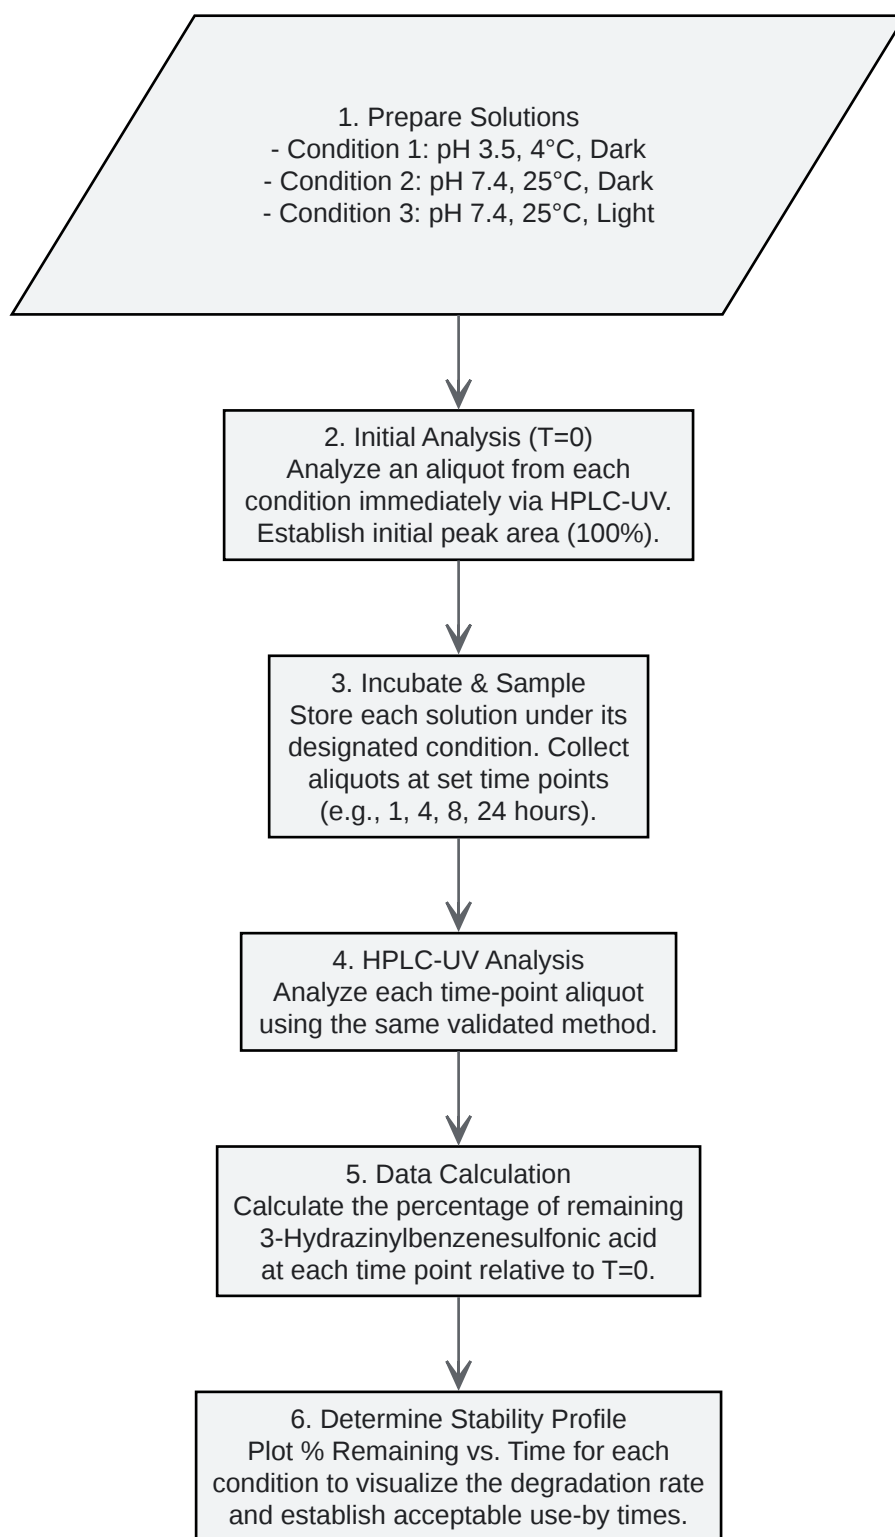 1. Prepare Solutions
- Condition 1: pH 3.5, 4°C, Dark
- Condition 2: pH 7.4, 25°C, Dark
- Condition 3: pH 7.4, 25°C, Light
2. Initial Analysis (T=0)
Analyze an aliquot from each
condition immediately via HPLC-UV.
Establish initial peak area (100%).
3. Incubate & Sample
Store each solution under its
designated condition. Collect
aliquots at set time points
(e.g., 1, 4, 8, 24 hours).
4. HPLC-UV Analysis
Analyze each time-point aliquot
using the same validated method.
5. Data Calculation
Calculate the percentage of remaining
3-Hydrazinylbenzenesulfonic acid
at each time point relative to T=0.
6. Determine Stability Profile
Plot % Remaining vs. Time for each
condition to visualize the degradation rate
and establish acceptable use-by times.